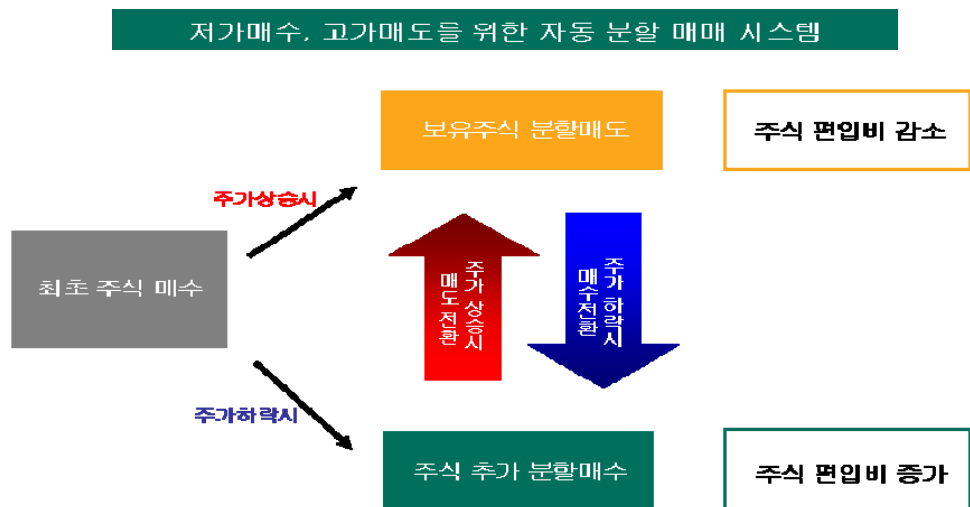 저가매수, 고가매도를 위한 자동 분할 매매 시스템
보유주식 분할매도
주식 편입비 감소
주가상승시
최초 주식 매수
주가 상승시
매도 전환
주가 하락시
매수전환
주가하락시
주식 추가 분할매수
주식 편입비 증가